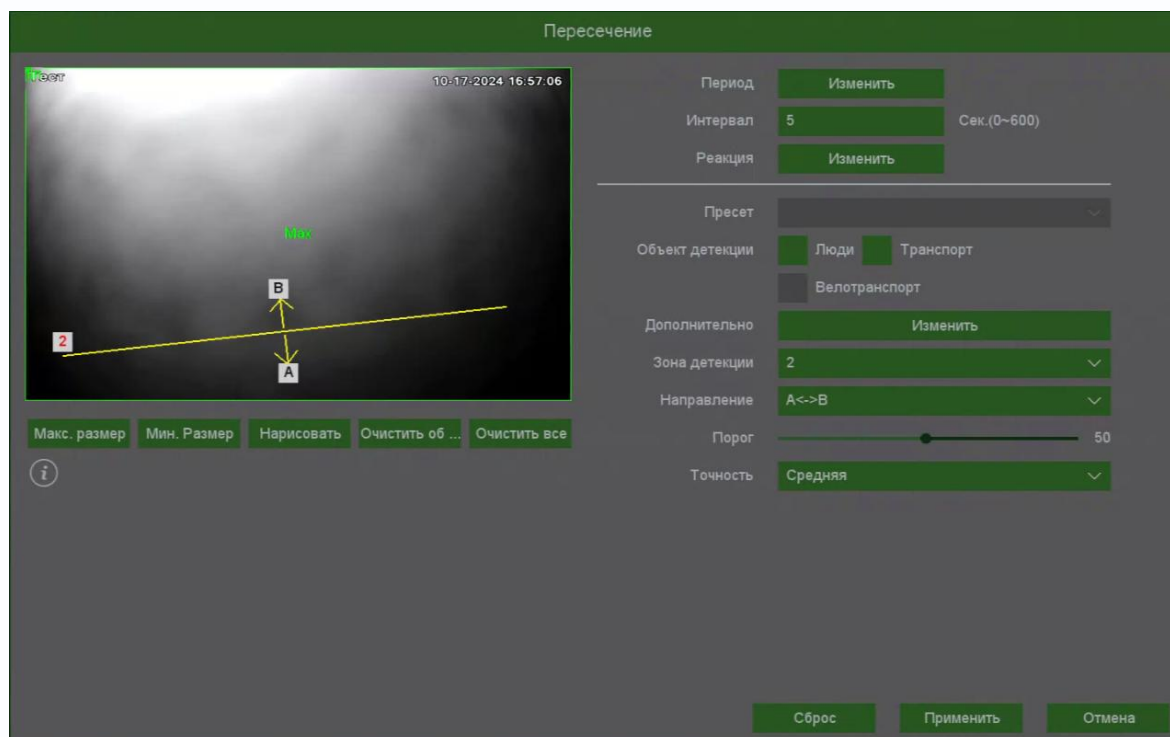 Пересечение
Тест
10-17-2024 16:57:06
Max
B
2
A
Макс. размер Мин. Размер Нарисовать Очистить об ... Очистить все
i
Период Изменить
Интервал 5 Сек.(0~600)
Реакция Изменить
Пресет
Объект детекции Люди Транспорт
Велотранспорт
Дополнительно Изменить
Зона детекции 2
Направление A<->B
Порог 50
Точность Средняя
Сброс Применить Отмена